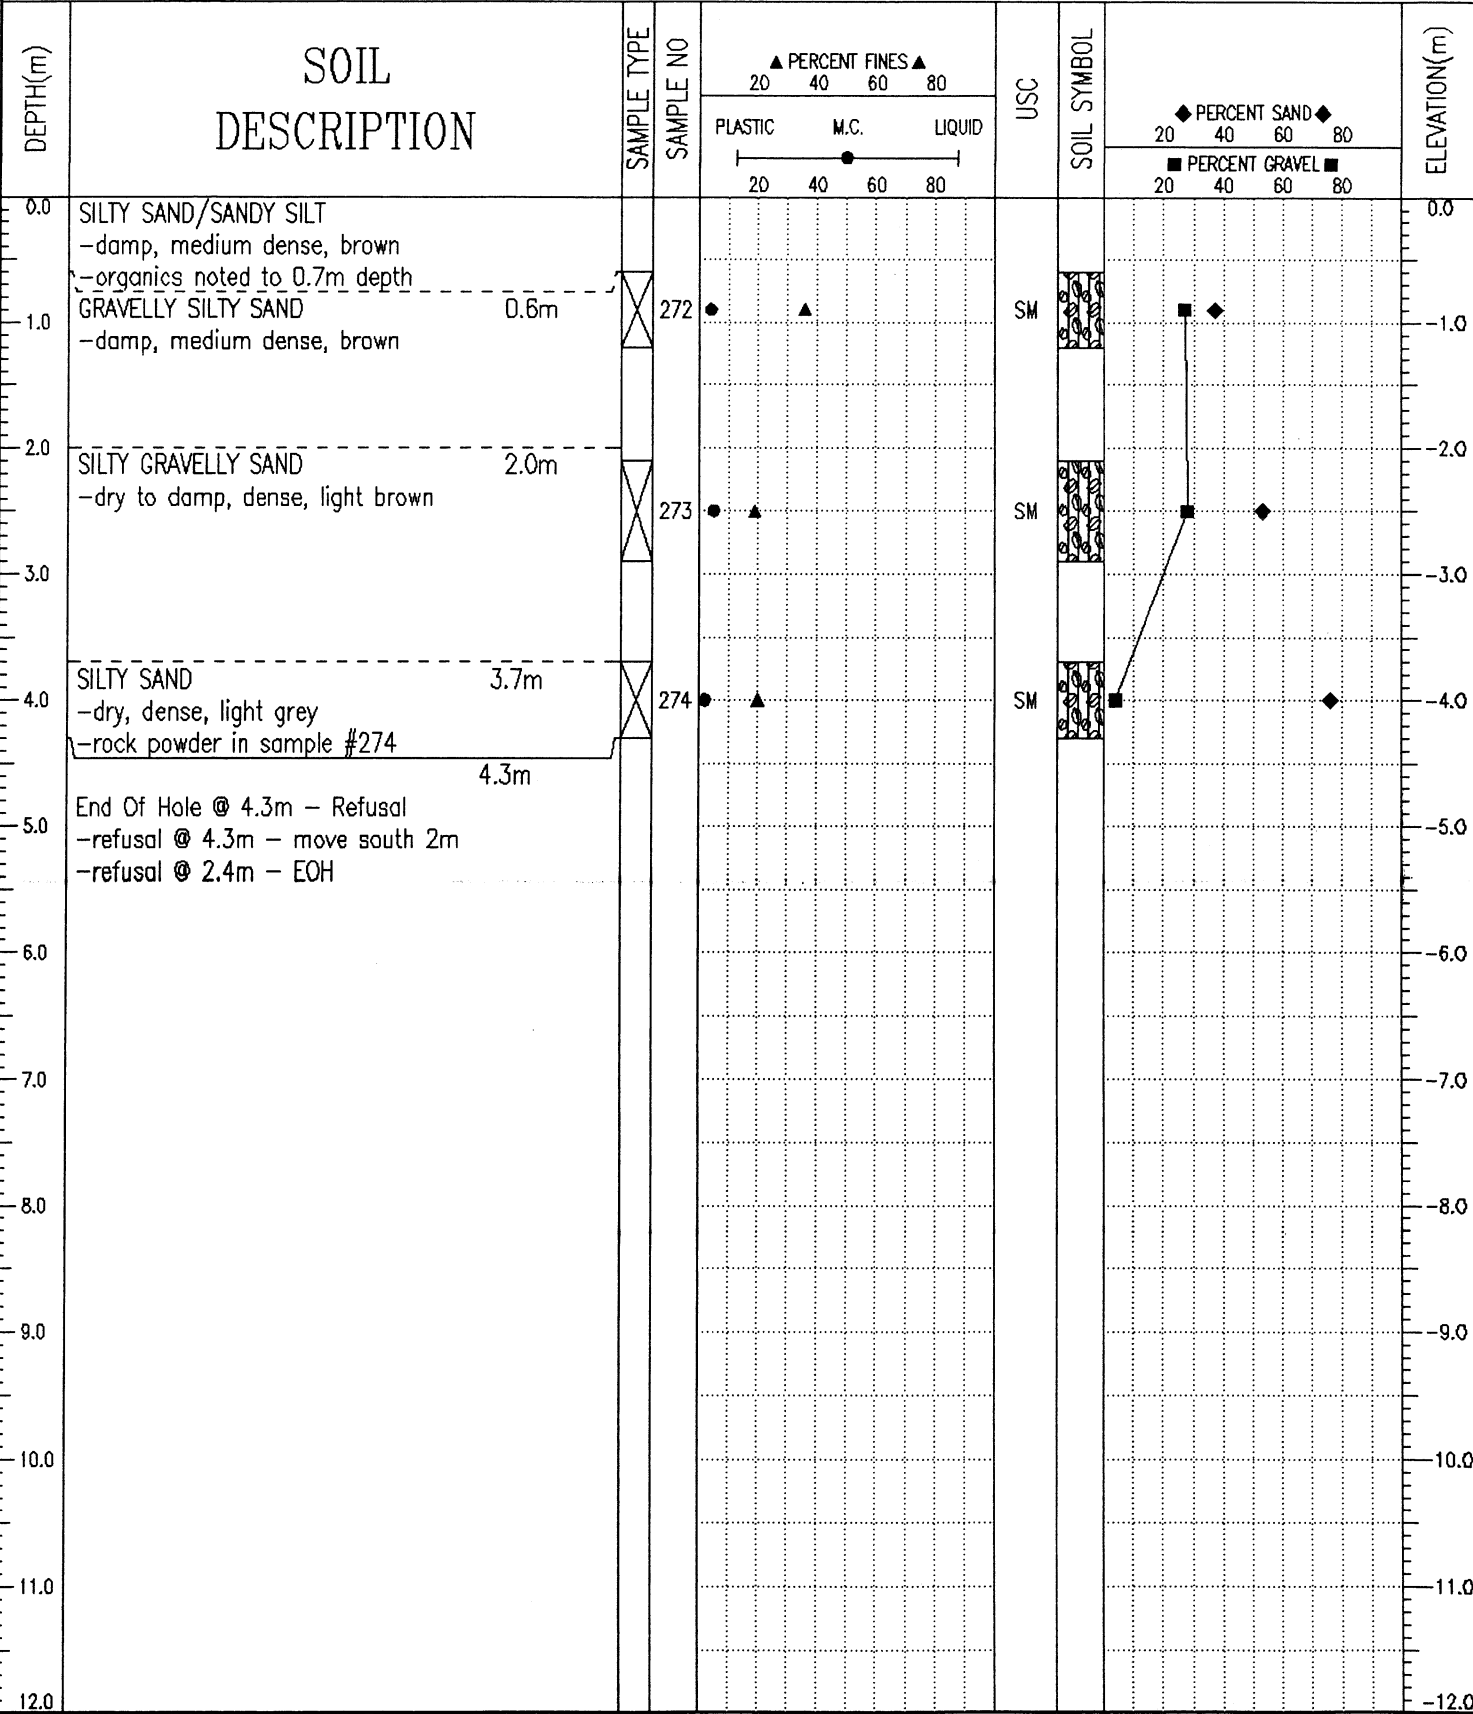 DEPTH(m)
SOIL
DESCRIPTION
SAMPLE TYPE
SAMPLE NO
▲ PERCENT FINES ▲
20 40 60 80
PLASTIC M.C. LIQUID
20 40 60 80
USC
SOIL SYMBOL
◆ PERCENT SAND ◆
20 40 60 80
■ PERCENT GRAVEL ■
20 40 60 80
ELEVATION(m)
0.0
SILTY SAND/SANDY SILT
-damp, medium dense, brown
-organics noted to 0.7m depth
GRAVELLY SILTY SAND 0.6m
-damp, medium dense, brown
1.0
272
SM
0.0
-1.0
2.0
SILTY GRAVELLY SAND 2.0m
-dry to damp, dense, light brown
273
SM
-2.0
3.0
-3.0
SILTY SAND 3.7m
-dry, dense, light grey
-rock powder in sample #274
4.0
274
SM
-4.0
4.3m
End Of Hole @ 4.3m - Refusal
-refusal @ 4.3m - move south 2m
-refusal @ 2.4m - EOH
5.0
-5.0
6.0
-6.0
7.0
-7.0
8.0
-8.0
9.0
-9.0
10.0
-10.0
11.0
-11.0
12.0
-12.0